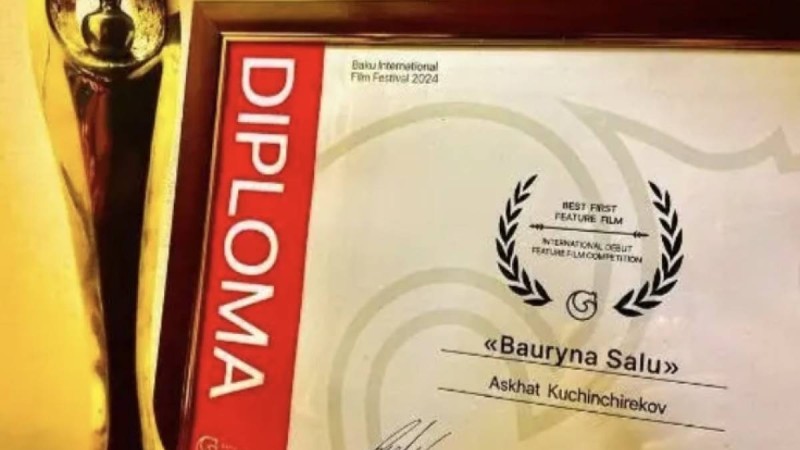 DIPLOMA
Baku International
Film Festival 2024
BEST FIRST
FEATURE FILM
INTERNATIONAL DEBUT
FEATURE FILM COMPETITION
«Bauryna Salu»
Askhat Kuchinchirekov